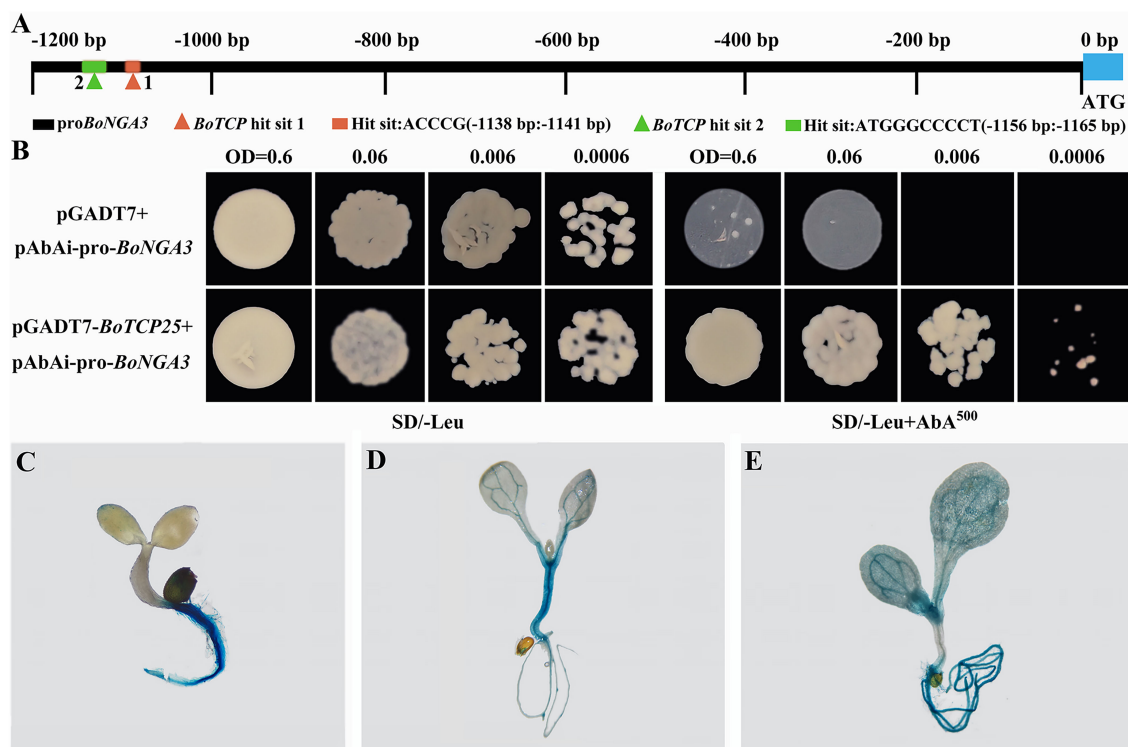 A
-1200 bp -1000 bp -800 bp -600 bp -400 bp -200 bp 0 bp
2 1
ATG
proBoNGA3 BoTCP hit sit 1 Hit sit:ACCCG(-1138 bp:-1141 bp) BoTCP hit sit 2 Hit sit:ATGGGCCCCT(-1156 bp:-1165 bp)
B
OD=0.6 0.06 0.006 0.0006 OD=0.6 0.06 0.006 0.0006
pGADT7+
pAbAi-pro-BoNGA3
pGADT7-BoTCP25+
pAbAi-pro-BoNGA3
SD/-Leu SD/-Leu+AbA500
C D E